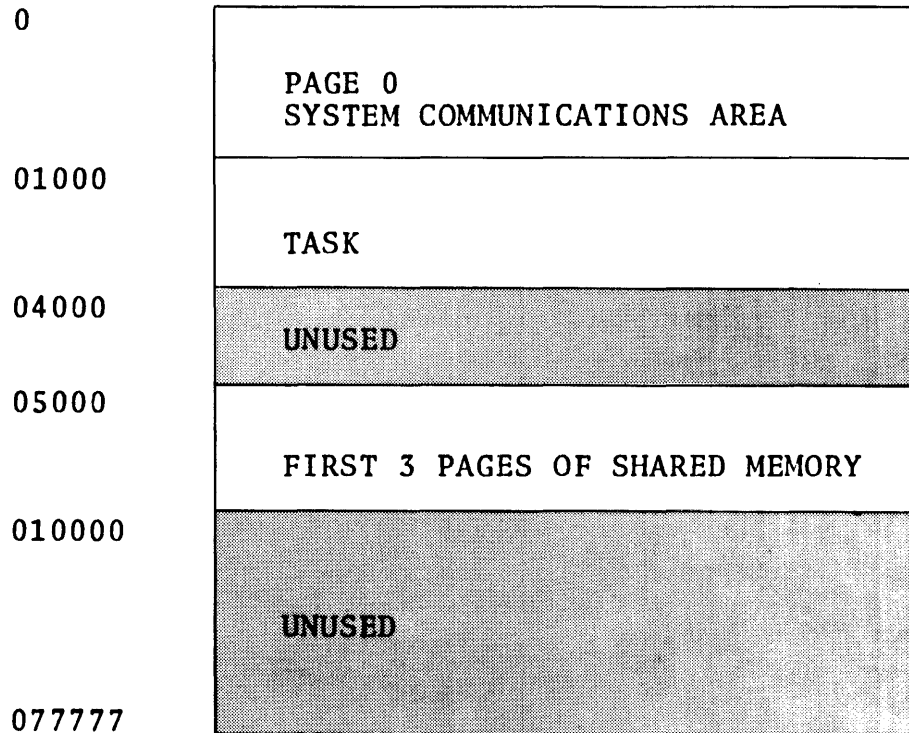 0
PAGE 0
SYSTEM COMMUNICATIONS AREA
01000
TASK
04000
UNUSED
05000
FIRST 3 PAGES OF SHARED MEMORY
010000
UNUSED
077777